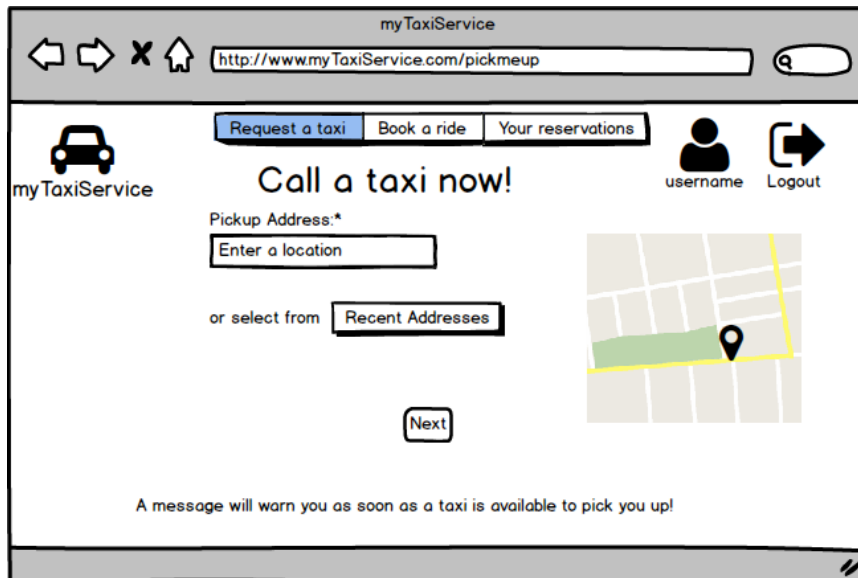 myTaxiService
http://www.myTaxiService.com/pickmeup
Request a taxi Book a ride Your reservations
myTaxiService
username Logout
Call a taxi now!
Pickup Address:*
Enter a location
or select from Recent Addresses
Next
A message will warn you as soon as a taxi is available to pick you up!